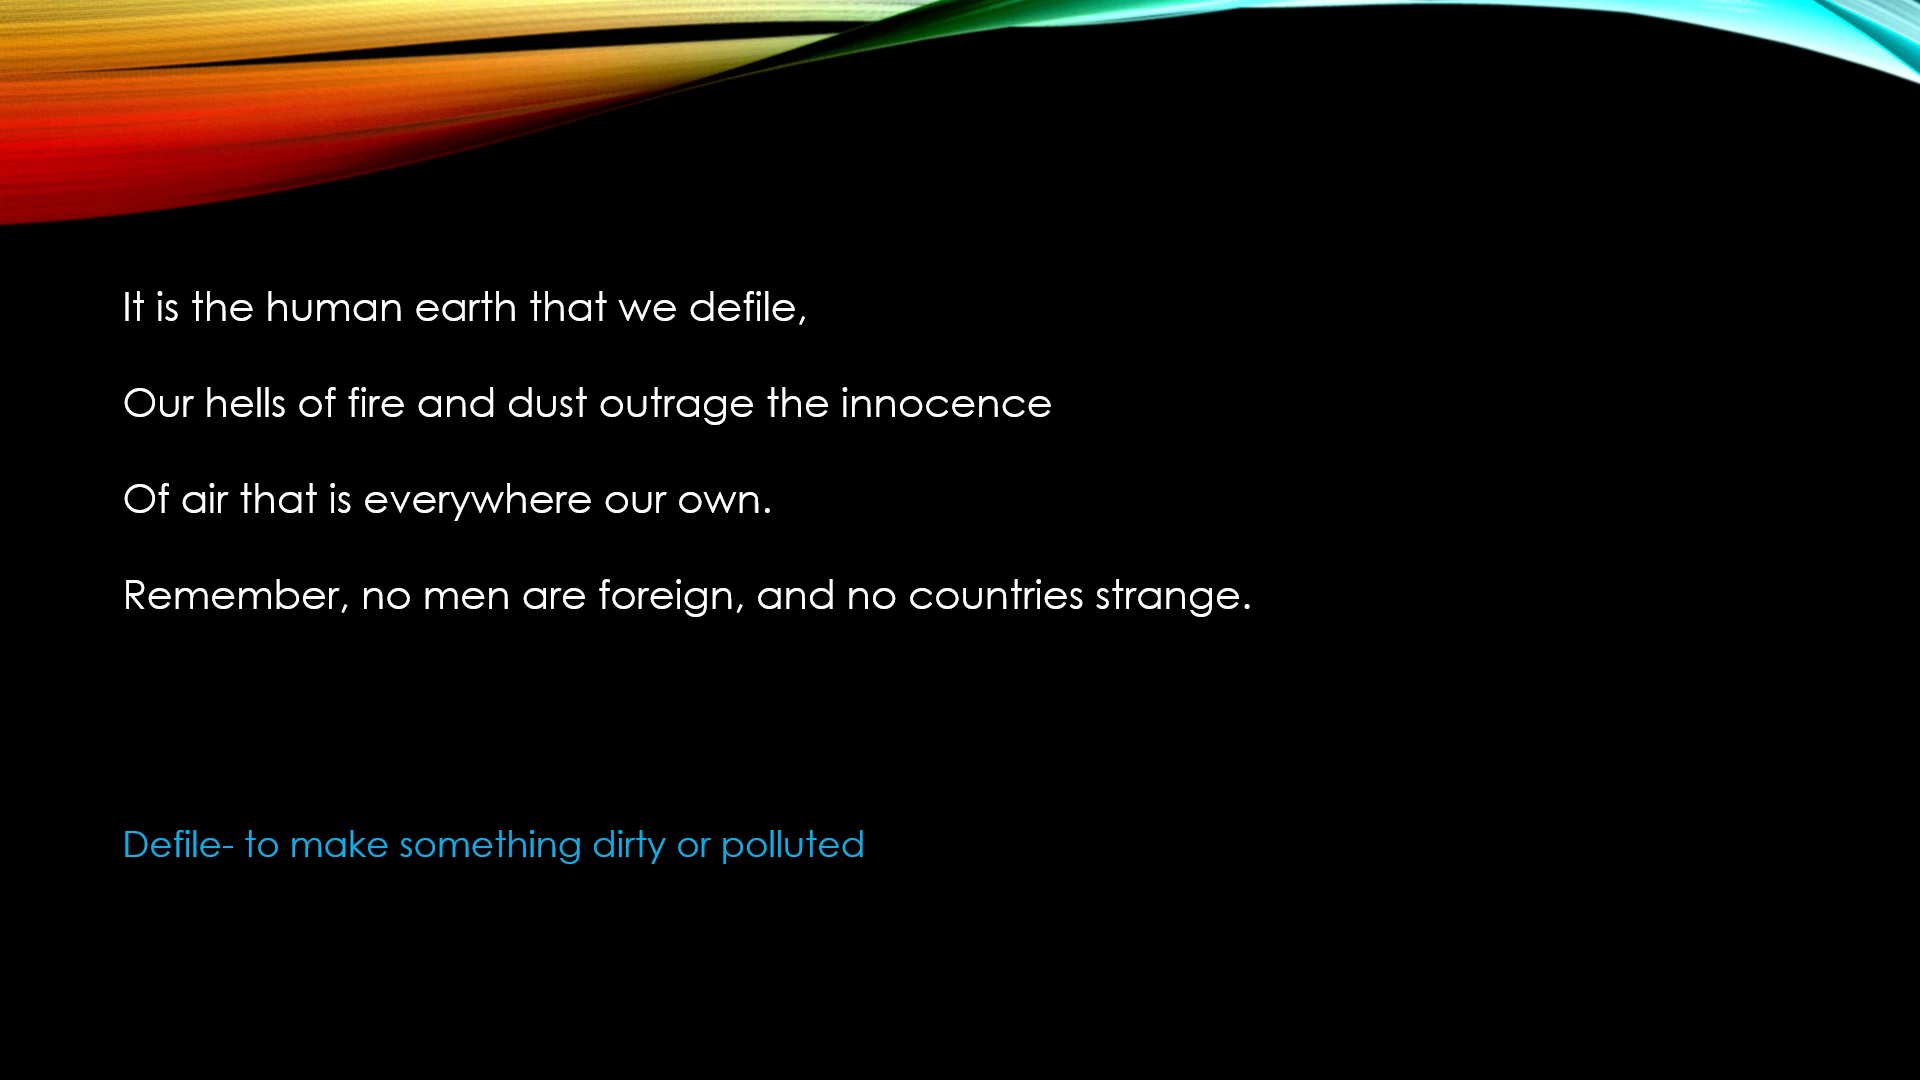 It is the human earth that we defile,
Our hells of fire and dust outrage the innocence
Of air that is everywhere our own.
Remember, no men are foreign, and no countries strange.
Defile- to make something dirty or polluted